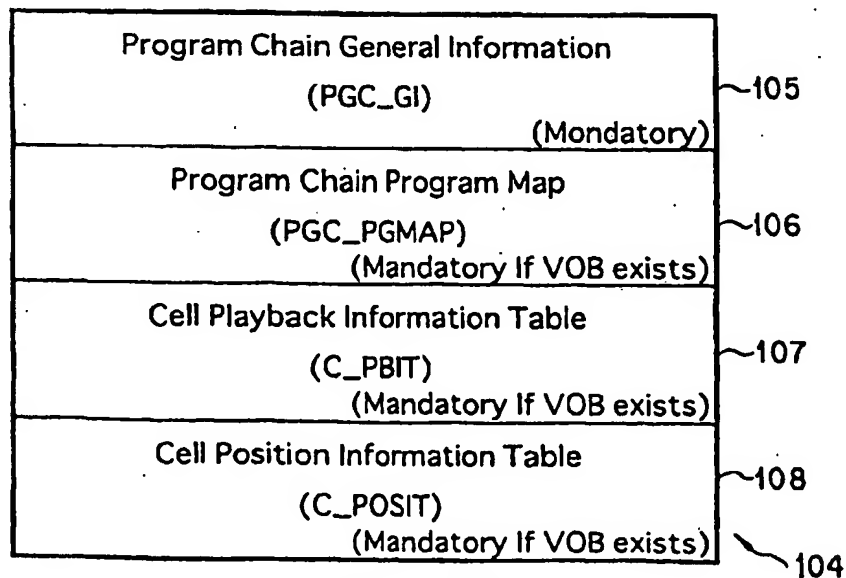 Program Chain General Information
(PGC_GI)
(Mondatory)
105
Program Chain Program Map
(PGC_PGMAP)
(Mandatory If VOB exists)
106
Cell Playback Information Table
(C_PBIT)
(Mandatory If VOB exists)
107
Cell Position Information Table
(C_POSIT)
(Mandatory If VOB exists)
108
104